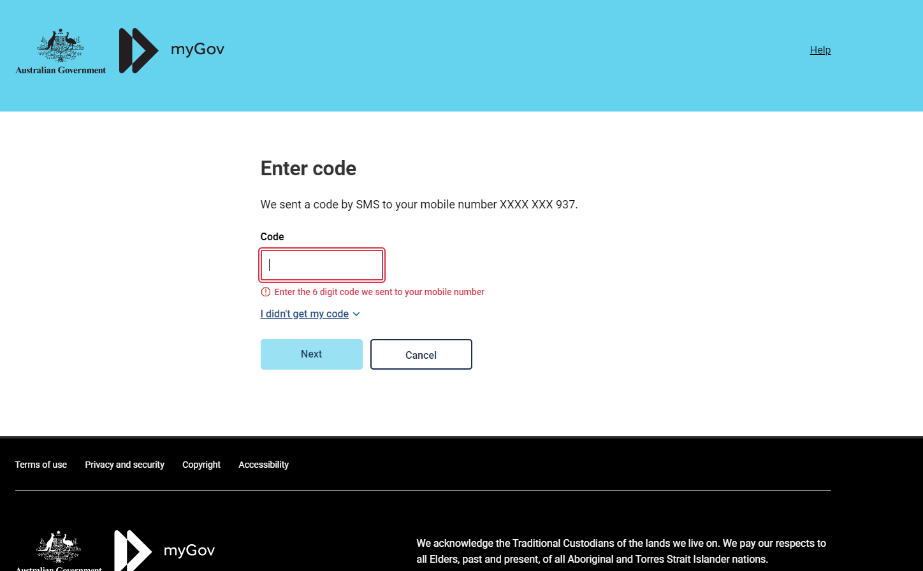 Australian Government
myGov
Help
Enter code
We sent a code by SMS to your mobile number XXXX XXX 937.
Code
Enter the 6 digit code we sent to your mobile number
I didn't get my code
Next
Cancel
Terms of use
Privacy and security
Copyright
Accessibility
Australian Government
myGov
We acknowledge the Traditional Custodians of the lands we live on. We pay our respects to
all Elders, past and present, of all Aboriginal and Torres Strait Islander nations.